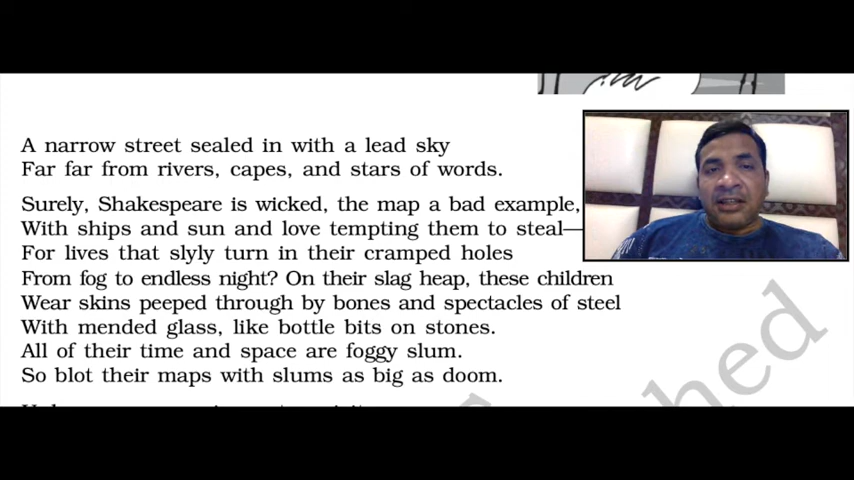 A narrow street sealed in with a lead sky
Far far from rivers, capes, and stars of words.
Surely, Shakespeare is wicked, the map a bad example,
With ships and sun and love tempting them to steal—
For lives that slyly turn in their cramped holes
From fog to endless night? On their slag heap, these children
Wear skins peeped through by bones and spectacles of steel
With mended glass, like bottle bits on stones.
All of their time and space are foggy slum.
So blot their maps with slums as big as doom.